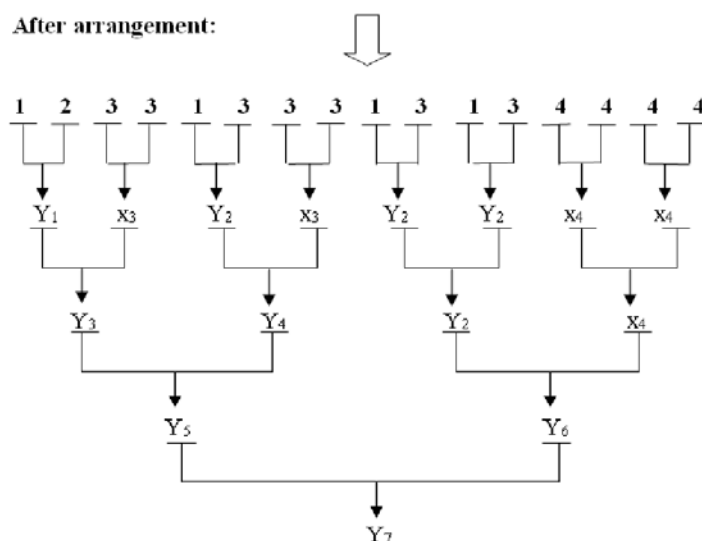 After arrangement:
1 2 3 3 1 3 3 3 1 3 1 3 4 4 4 4
Y₁ x₃ Y₂ x₃ Y₂ Y₂ x₄ x₄
Y₃ Y₄ Y₂ x₄
Y₅ Y₆
Y₇